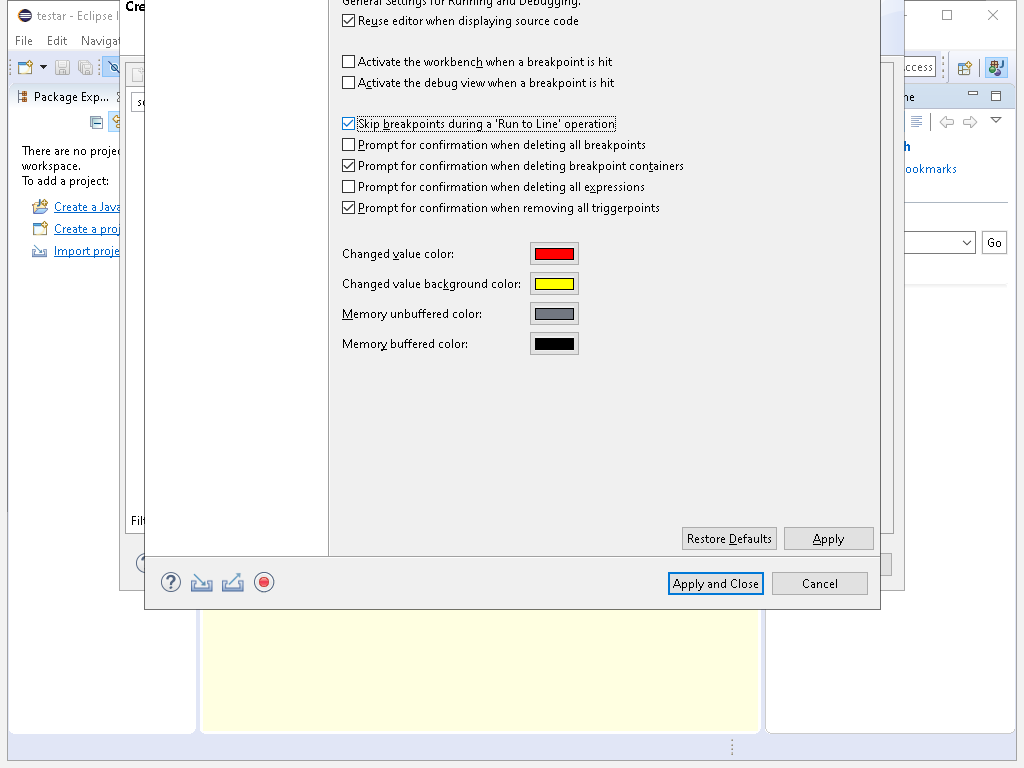 testar - Eclipse I
Cre
File Edit Navigat
Package Exp...
There are no projec
workspace.
To add a project:
Create a Java
Create a proj
Import proje
Filt
General Settings for Running and Debugging.
Reuse editor when displaying source code
Activate the workbench when a breakpoint is hit
Activate the debug view when a breakpoint is hit
Skip breakpoints during a 'Run to Line' operation
Prompt for confirmation when deleting all breakpoints
Prompt for confirmation when deleting breakpoint containers
Prompt for confirmation when deleting all expressions
Prompt for confirmation when removing all triggerpoints
Changed value color:
Changed value background color:
Memory unbuffered color:
Memory buffered color:
Restore Defaults
Apply
Apply and Close
Cancel
ccess
ne
h
ookmarks
Go